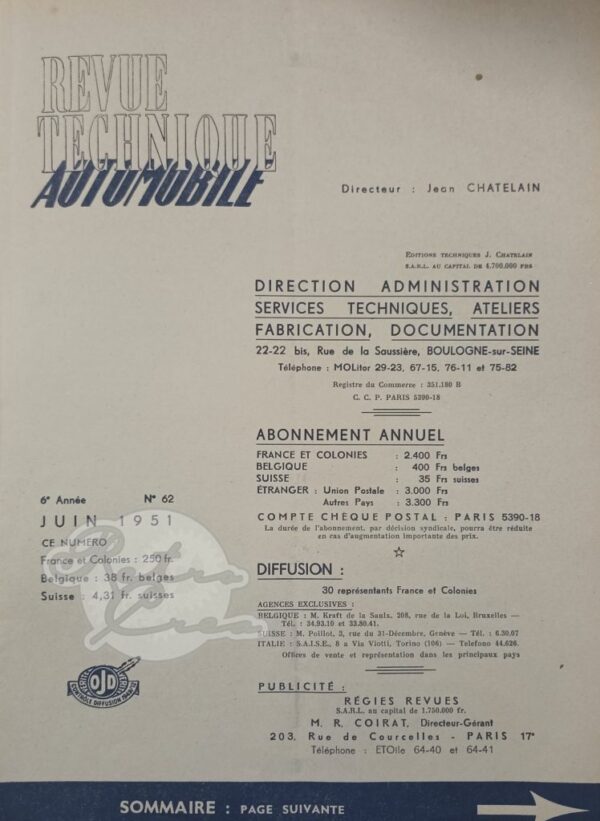 REVUE
TECHNIQUE
AUTOMOBILE
Directeur : Jean CHATELAIN
EDITIONS TECHNIQUES J. CHATELAIN
S.A.R.L. AU CAPITAL DE 4.700.000 FRS
DIRECTION ADMINISTRATION
SERVICES TECHNIQUES, ATELIERS
FABRICATION, DOCUMENTATION
22-22 bis, Rue de la Saussière, BOULOGNE-sur-SEINE
Téléphone : MOLitor 29-23, 67-15, 76-11 et 75-82
Registre du Commerce : 351.180 B
C. C. P. PARIS 5390-18
ABONNEMENT ANNUEL
FRANCE ET COLONIES : 2.400 Frs
BELGIQUE : 400 Frs belges
SUISSE : 35 Frs suisses
ÉTRANGER : Union Postale : 3.000 Frs
Autres Pays : 3.300 Frs
COMPTE CHÈQUE POSTAL : PARIS 5390-18
La durée de l'abonnement, par décision syndicale, pourra être réduite
en cas d'augmentation importante des prix.
6e Année N° 62
JUIN 1951
CE NUMERO
France et Colonies : 250 fr.
Belgique : 38 fr. belges
Suisse : 4,31 fr. suisses
Retro
Crew
OJD
CONTRÔLE DIFFUSION
DIFFUSION :
30 représentants France et Colonies
AGENCES EXCLUSIVES :
BELGIQUE : M. Kraft de la Saulx, 208, rue de la Loi, Bruxelles —
Tél. : 34.93.10 et 33.80.41.
SUISSE : M. Poillot, 3, rue du 31-Décembre, Genève — Tél. : 6.30.67
ITALIE : S.A.I.S.E., 8 a Via Viotti, Torino (106) — Telefono 44.626.
Offices de vente et représentation dans les principaux pays
PUBLICITÉ :
RÉGIES REVUES
S.A.R.L. au capital de 1.750.000 fr.
M. R. COIRAT, Directeur-Gérant
203, Rue de Courcelles - PARIS 17e
Téléphone : ETOile 64-40 et 64-41
SOMMAIRE : PAGE SUIVANTE